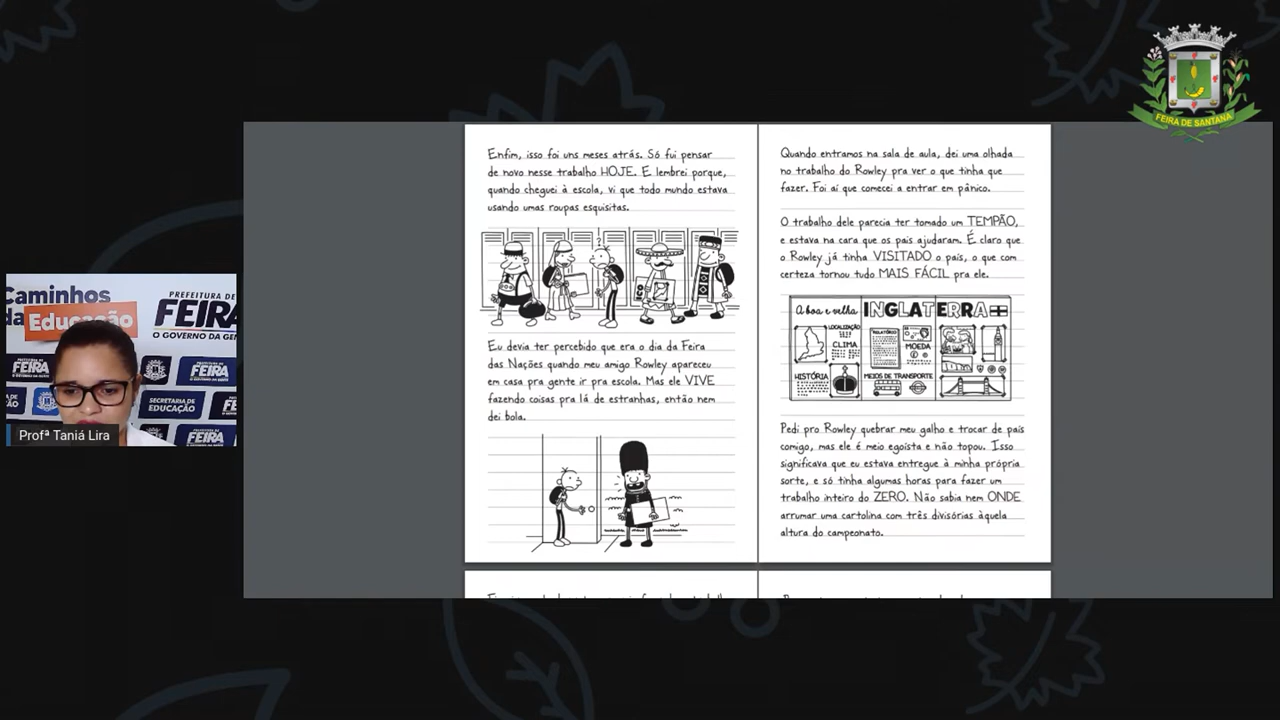 FEIRA DE SANTANA
Enfim, isso foi uns meses atrás. Só fui pensar
de novo nesse trabalho HOJE. E lembrei porque,
quando cheguei à escola, vi que todo mundo estava
usando umas roupas esquisitas.
?
Eu devia ter percebido que era o dia da Feira
das Nações quando meu amigo Rowley apareceu
em casa pra gente ir pra escola. Mas ele VIVE
fazendo coisas pra lá de estranhas, então nem
dei bola.
Quando entramos na sala de aula, dei uma olhada
no trabalho do Rowley pra ver o que tinha que
fazer. Foi aí que comecei a entrar em pânico.
O trabalho dele parecia ter tomado um TEMPÃO,
e estava na cara que os pais ajudaram. É claro que
o Rowley já tinha VISITADO o país, o que com
certeza tornou tudo MAIS FÁCIL pra ele.
A boa e velha INGLATERRA
LOCALIZAÇÃO
CLIMA
RELATÓRIO
MOEDA
HISTÓRIA
MEIOS DE TRANSPORTE
Pedi pro Rowley quebrar meu galho e trocar de país
comigo, mas ele é meio egoísta e não topou. Isso
significava que eu estava entregue à minha própria
sorte, e só tinha algumas horas para fazer um
trabalho inteiro do ZERO. Não sabia nem ONDE
arrumar uma cartolina com três divisórias àquela
altura do campeonato.
Caminhos
da Educação
PREFEITURA DE
FEIRA
O GOVERNO DA GEN
FEIRA
SECRETARIA DE
EDUCAÇÃO
FEIRA
Profª Taniá Lira